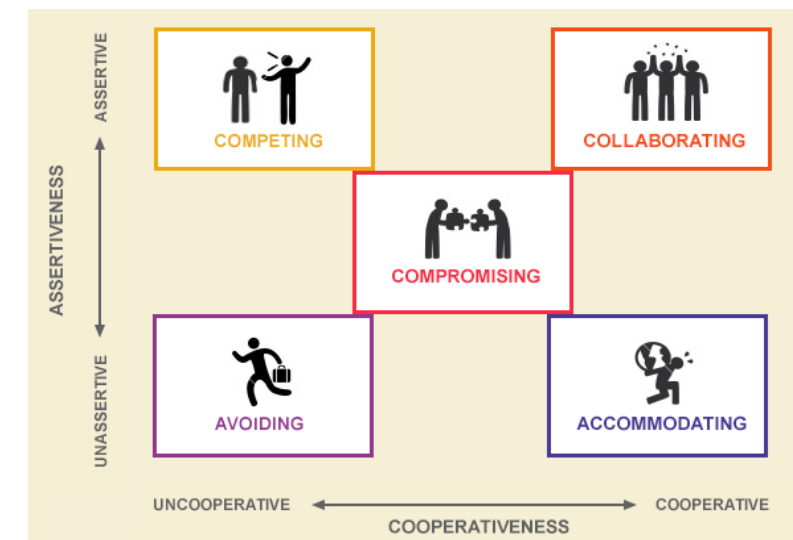 ASSERTIVE
COMPETING
COLLABORATING
ASSERTIVENESS
COMPROMISING
UNASSERTIVE
AVOIDING
ACCOMMODATING
UNCOOPERATIVE
COOPERATIVE
COOPERATIVENESS